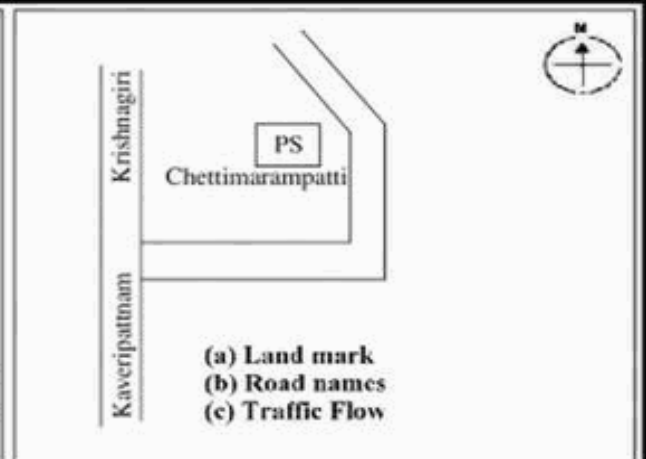 N
Krishnagiri
PS
Chettimarampatti
Kaveripattnam
(a) Land mark
(b) Road names
(c) Traffic Flow